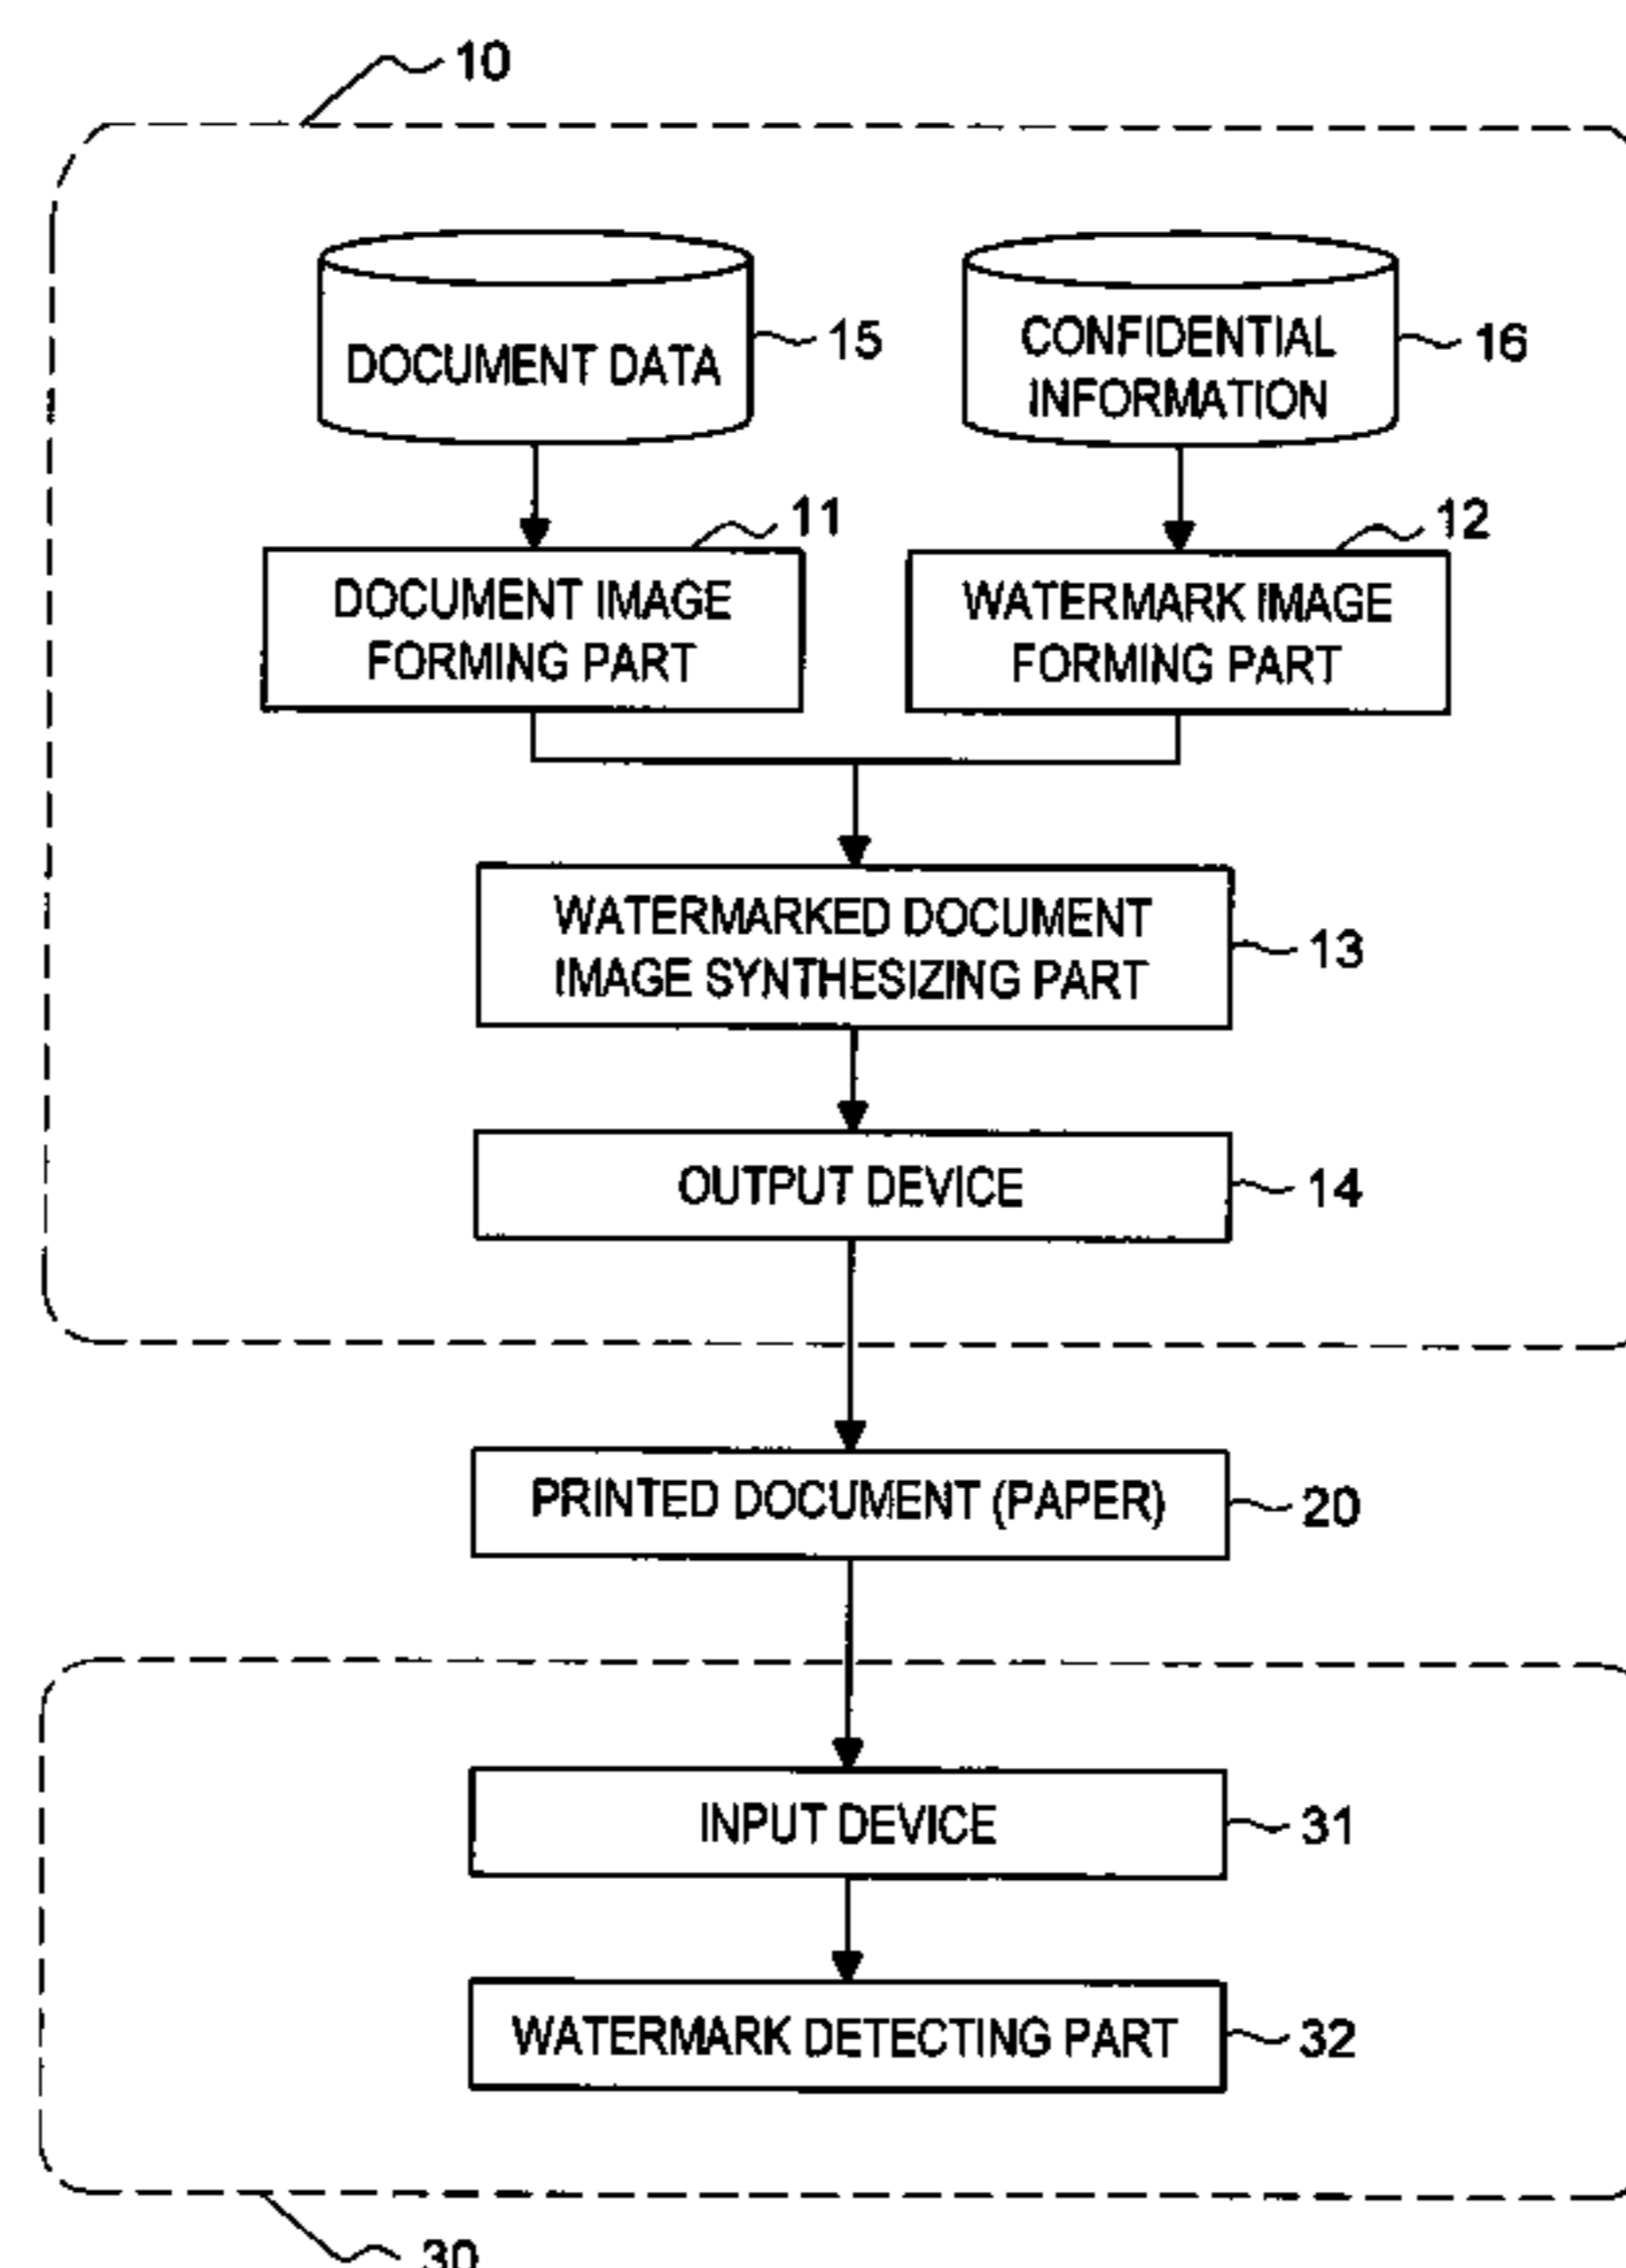 10
DOCUMENT DATA
15
CONFIDENTIAL
INFORMATION
16
11
12
DOCUMENT IMAGE
FORMING PART
WATERMARK IMAGE
FORMING PART
WATERMARKED DOCUMENT
IMAGE SYNTHESIZING PART
13
OUTPUT DEVICE
14
PRINTED DOCUMENT (PAPER)
20
INPUT DEVICE
31
WATERMARK DETECTING PART
32
30